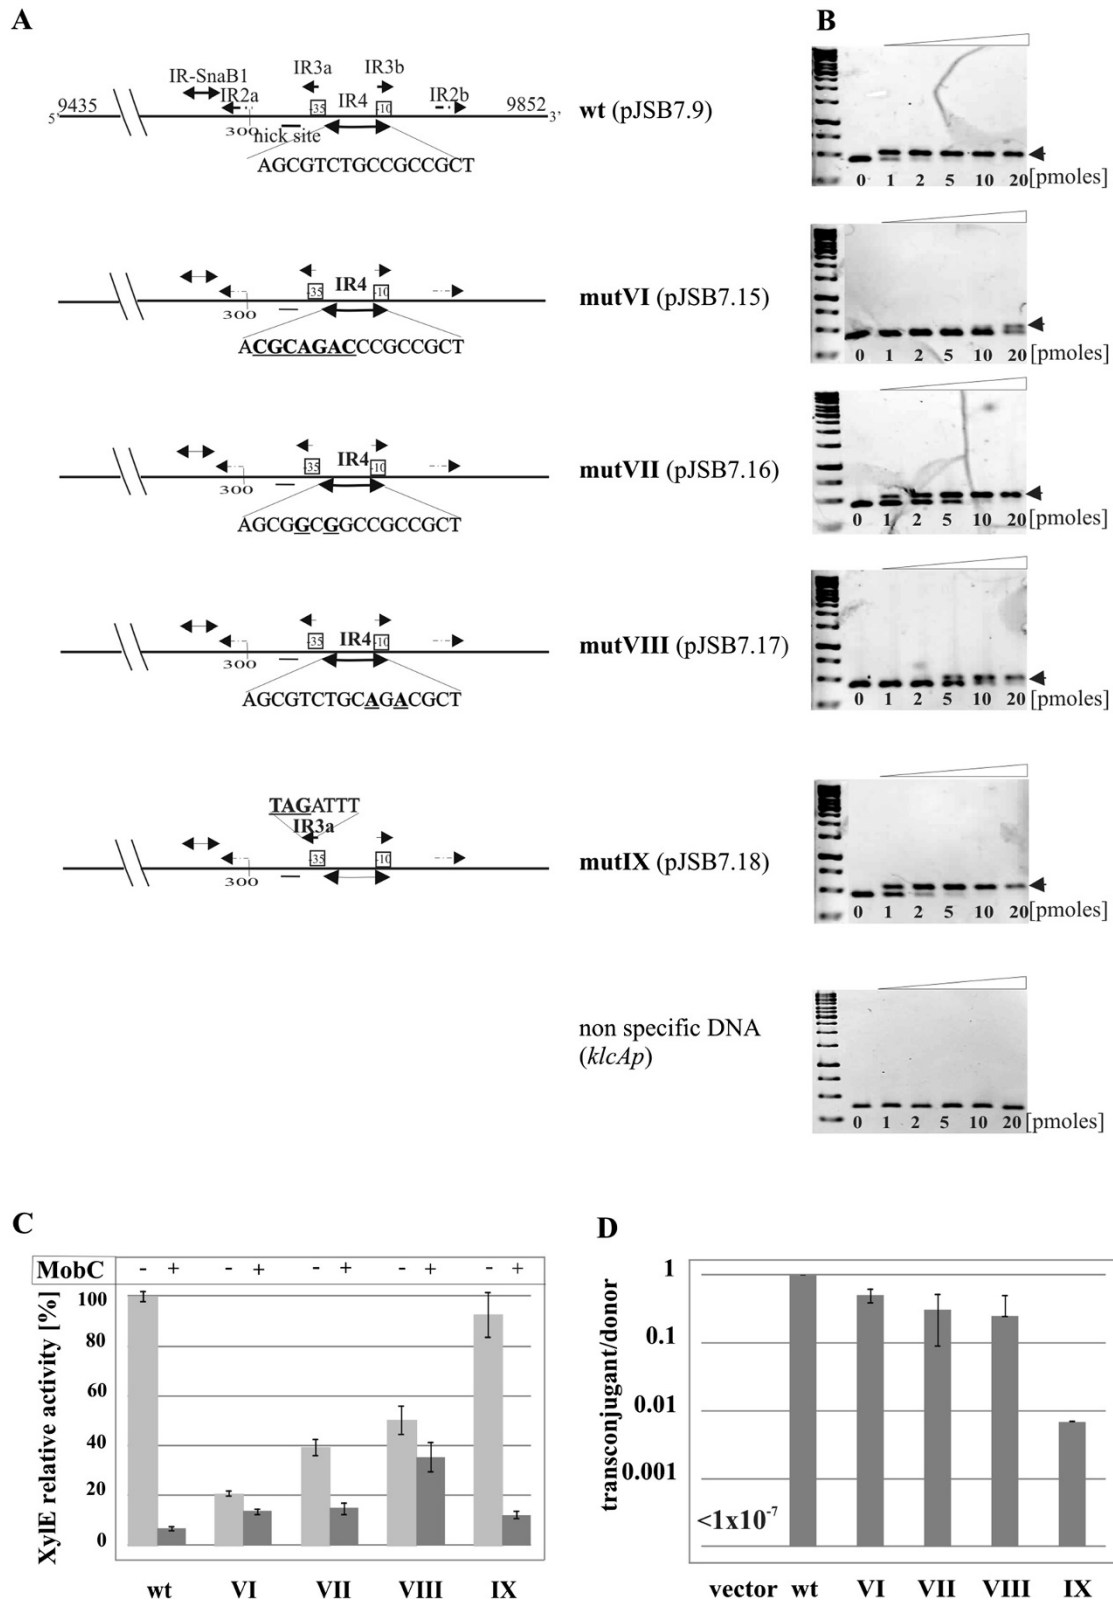 A
B
IR-SnaB1
IR3a
IR3b
9435
IR2a
-35
IR4
-10
IR2b
9852
5'
300
nick site
3'
AGCGTCTGCCGCCGCT
wt (pJSB7.9)
0 1 2 5 10 20 [pmoles]
IR4
-35
-10
300
ACGCAGACCCGCCGCT
mutVI (pJSB7.15)
0 1 2 5 10 20 [pmoles]
IR4
-35
-10
300
AGCGGCGGCCGCCGCT
mutVII (pJSB7.16)
0 1 2 5 10 20 [pmoles]
IR4
-35
-10
300
AGCGTCTGCAGACGCT
mutVIII (pJSB7.17)
0 1 2 5 10 20 [pmoles]
TAGATTT
IR3a
-35
-10
300
mutIX (pJSB7.18)
0 1 2 5 10 20 [pmoles]
non specific DNA
(klcAp)
0 1 2 5 10 20 [pmoles]
C
MobC - + - + - + - + - +
XylE relative activity [%]
100
80
60
40
20
0
wt VI VII VIII IX
D
transconjugant/donor
1
0.1
0.01
0.001
<1x10-7
vector wt VI VII VIII IX